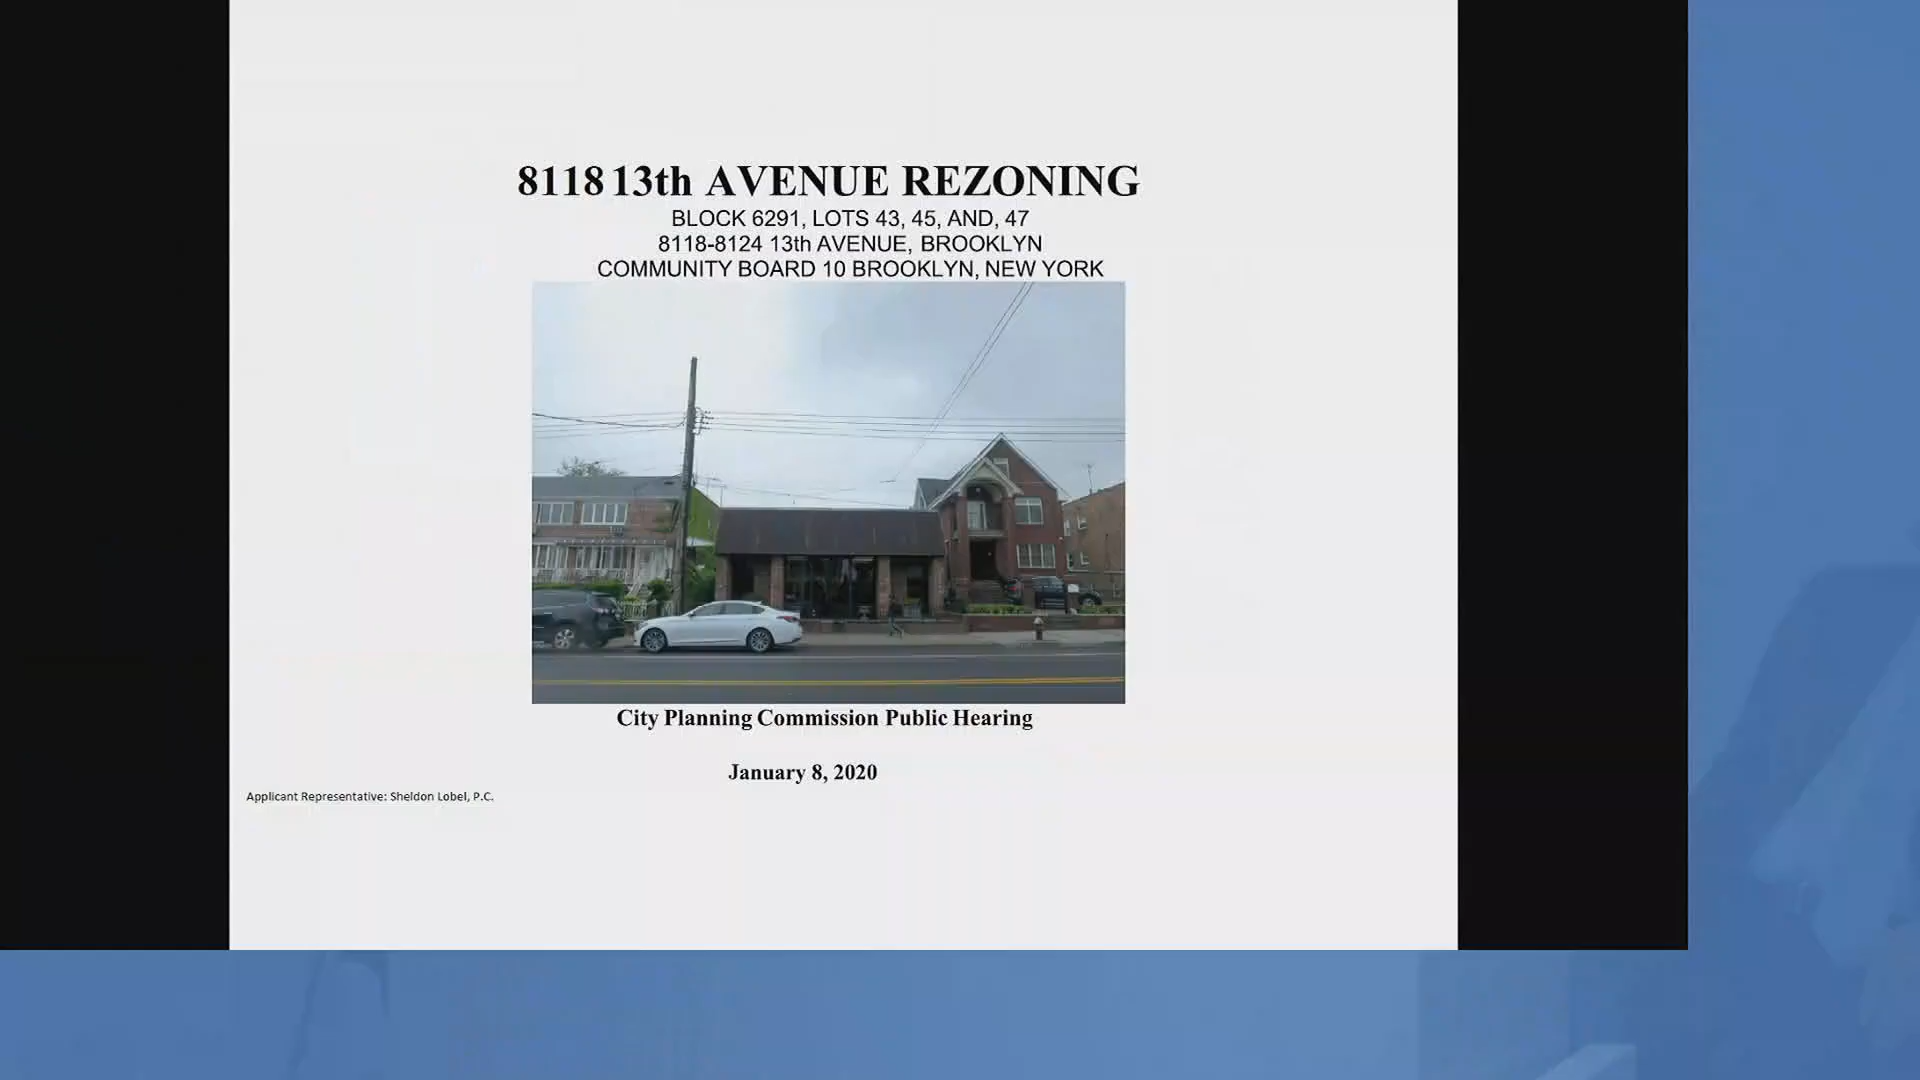 8118 13th AVENUE REZONING
BLOCK 6291, LOTS 43, 45, AND, 47
8118-8124 13th AVENUE, BROOKLYN
COMMUNITY BOARD 10 BROOKLYN, NEW YORK
City Planning Commission Public Hearing
January 8, 2020
Applicant Representative: Sheldon Lobel, P.C.